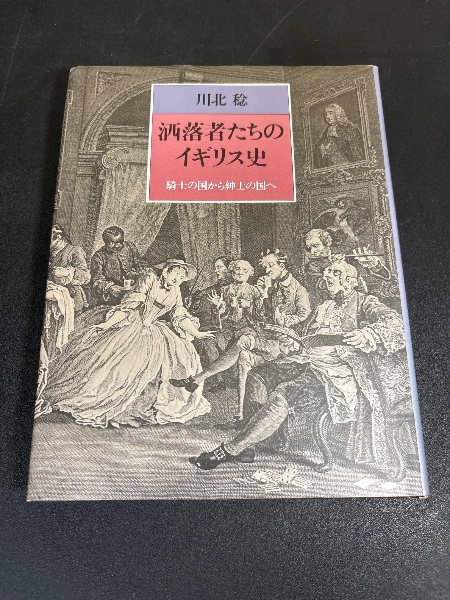 川北 稔
洒落者たちの
イギリス史
騎士の国から紳士の国へ